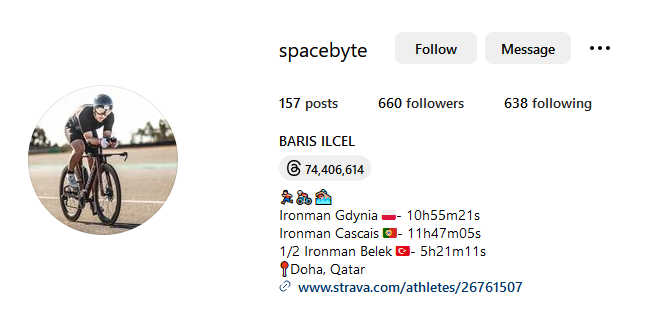 spacebyte Follow Message
157 posts 660 followers 638 following
BARIS ILCEL
74,406,614
🏃🚴🏊
Ironman Gdynia 🇵🇱- 10h55m21s
Ironman Cascais 🇵🇹- 11h47m05s
1/2 Ironman Belek 🇹🇷- 5h21m11s
📍Doha, Qatar
www.strava.com/athletes/26761507